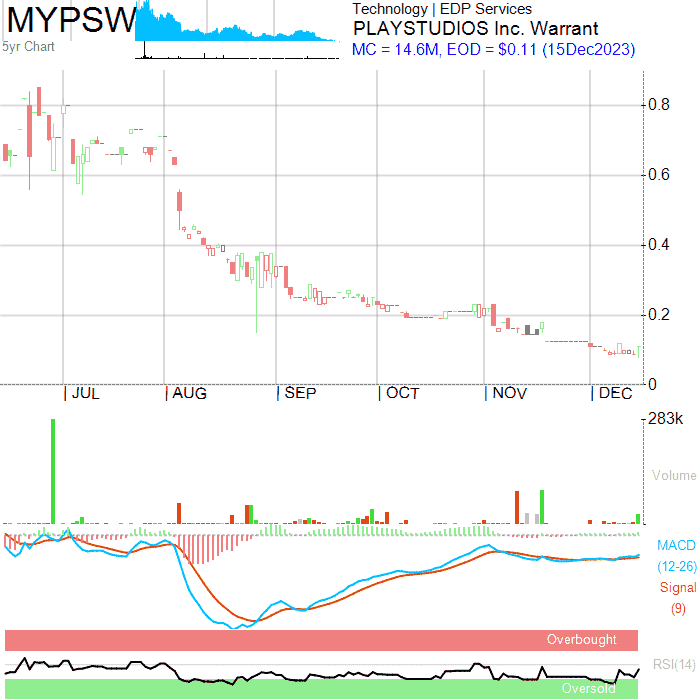 MYPSW
5yr Chart
Technology | EDP Services
PLAYSTUDIOS Inc. Warrant
MC = 14.6M, EOD = $0.11 (15Dec2023)
0.8
0.6
0.4
0.2
0
| JUL | AUG | SEP | OCT | NOV | DEC
283k
Volume
MACD
(12-26)
Signal
(9)
Overbought
RSI(14)
Oversold